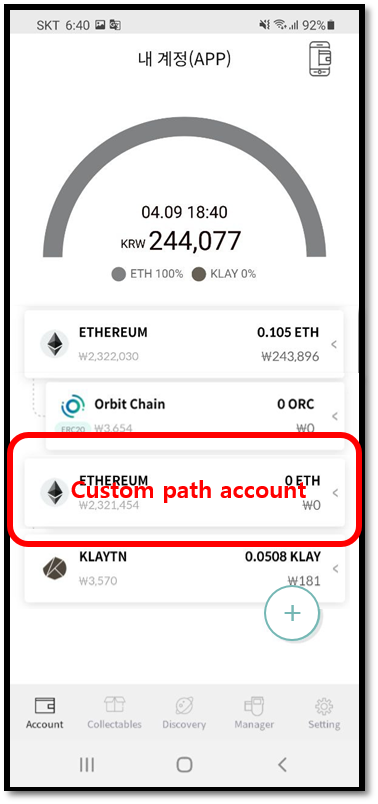 SKT 6:40 92%
내 계정(APP)
04.09 18:40
KRW 244,077
ETH 100% KLAY 0%
ETHEREUM 0.105 ETH
₩2,322,030 ₩243,896
Orbit Chain 0 ORC
ERC20 ₩3,654 ₩0
ETHEREUM 0 ETH
Custom path account
₩2,321,454 ₩0
KLAYTN 0.0508 KLAY
₩3,570 ₩181
Account Collectables Discovery Manager Setting